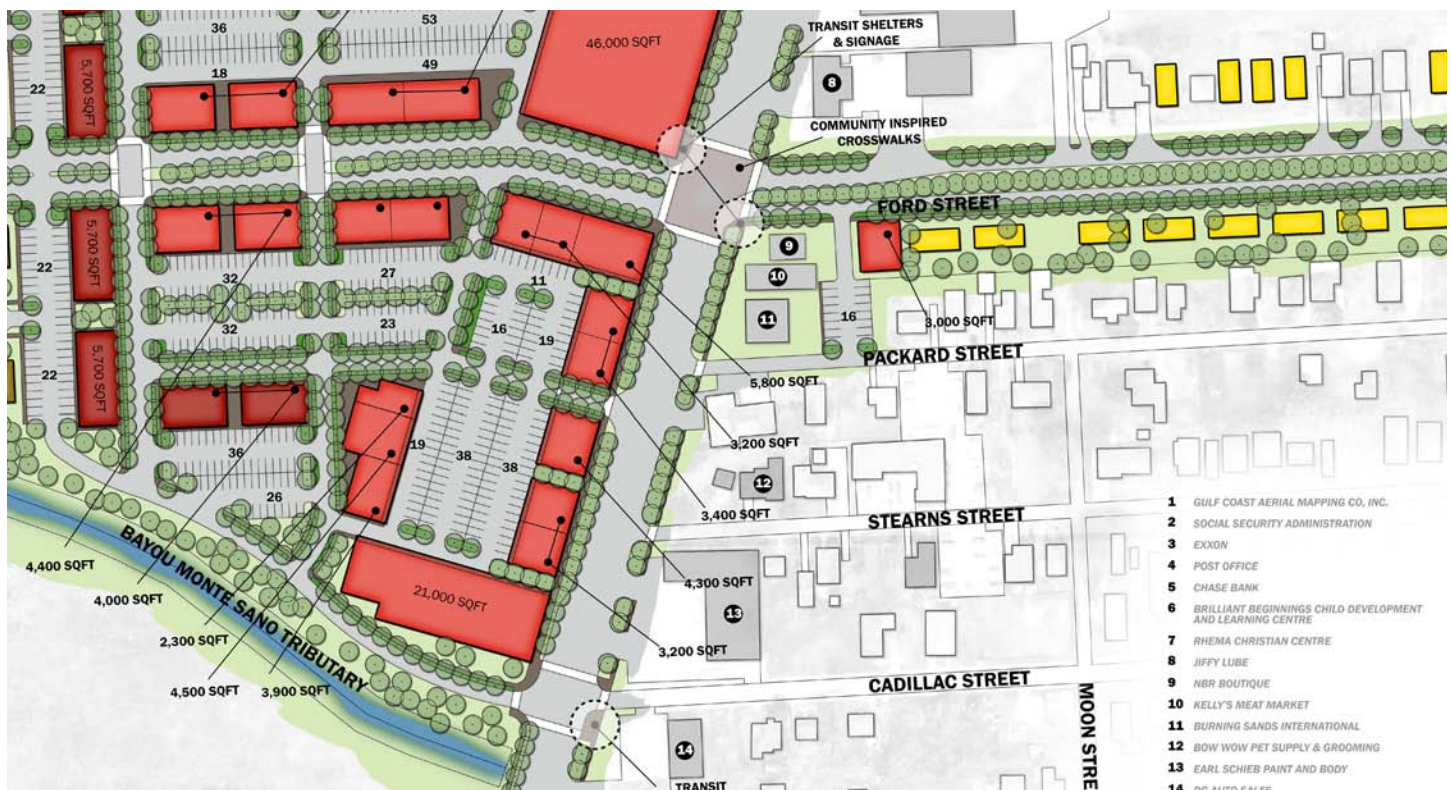 36
53
46,000 SQFT
TRANSIT SHELTERS
& SIGNAGE
8
18
49
22
5,700 SQFT
COMMUNITY INSPIRED
CROSSWALKS
FORD STREET
5,700 SQFT
22
9
10
11
32
27
11
32
23
16
19
16
3,000 SQFT
PACKARD STREET
5,700 SQFT
22
5,800 SQFT
36
19
38
38
3,200 SQFT
12
26
3,400 SQFT
STEARNS STREET
BAYOU MONTE SANO TRIBUTARY
4,400 SQFT
4,000 SQFT
2,300 SQFT
4,500 SQFT
3,900 SQFT
21,000 SQFT
4,300 SQFT
13
3,200 SQFT
CADILLAC STREET
MOON STRE
14
TRANSIT
1 GULF COAST AERIAL MAPPING CO, INC.
2 SOCIAL SECURITY ADMINISTRATION
3 EXXON
4 POST OFFICE
5 CHASE BANK
6 BRILLIANT BEGINNINGS CHILD DEVELOPMENT
AND LEARNING CENTRE
7 RHEMA CHRISTIAN CENTRE
8 JIFFY LUBE
9 NBR BOUTIQUE
10 KELLY'S MEAT MARKET
11 BURNING SANDS INTERNATIONAL
12 BOW WOW PET SUPPLY & GROOMING
13 EARL SCHIEB PAINT AND BODY
14 AUTO SALES